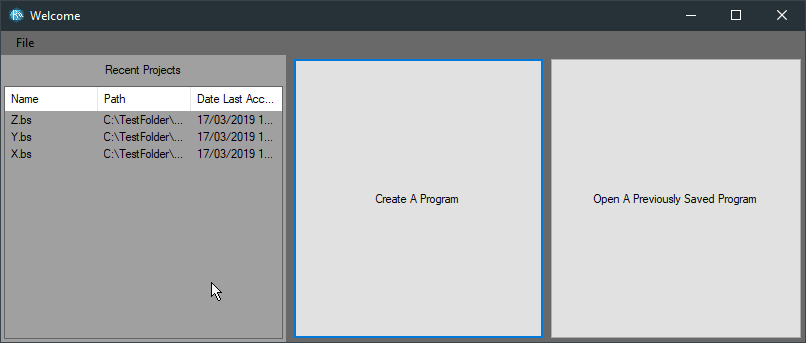 Welcome
File
Recent Projects
Name Path Date Last Acc...
Z.bs C:\TestFolder\... 17/03/2019 1...
Y.bs C:\TestFolder\... 17/03/2019 1...
X.bs C:\TestFolder\... 17/03/2019 1...
Create A Program
Open A Previously Saved Program